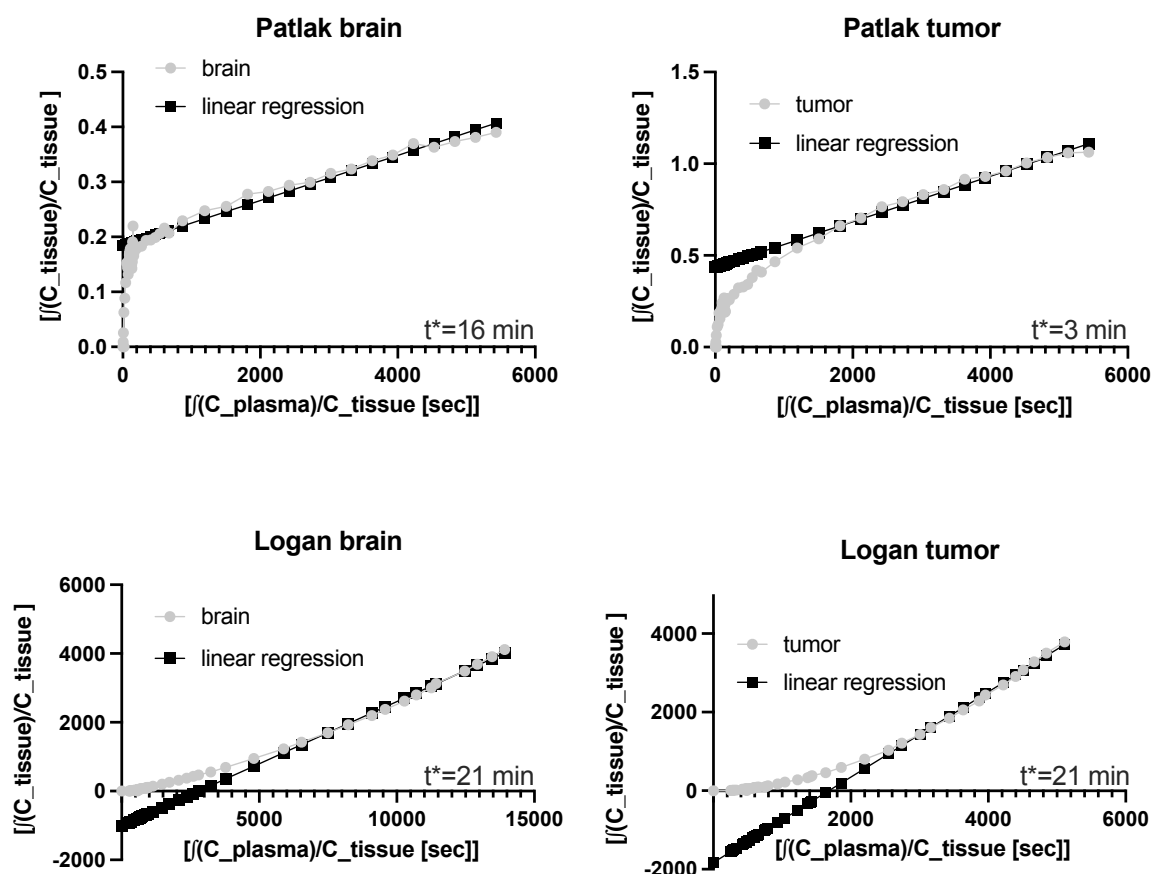 Patlak brain
0.5
0.4
0.3
0.2
0.1
0.0
[∫(C_tissue)/C_tissue ]
brain
linear regression
t*=16 min
0
2000
4000
6000
[∫(C_plasma)/C_tissue [sec]]
Patlak tumor
1.5
1.0
0.5
0.0
[∫(C_tissue)/C_tissue ]
tumor
linear regression
t*=3 min
0
2000
4000
6000
[∫(C_plasma)/C_tissue [sec]]
Logan brain
6000
4000
2000
0
-2000
[∫(C_tissue)/C_tissue ]
brain
linear regression
t*=21 min
5000
10000
15000
[∫(C_plasma)/C_tissue [sec]]
Logan tumor
4000
2000
0
-2000
[∫(C_tissue)/C_tissue ]
tumor
linear regression
t*=21 min
2000
4000
6000
[∫(C_plasma)/C_tissue [sec]]